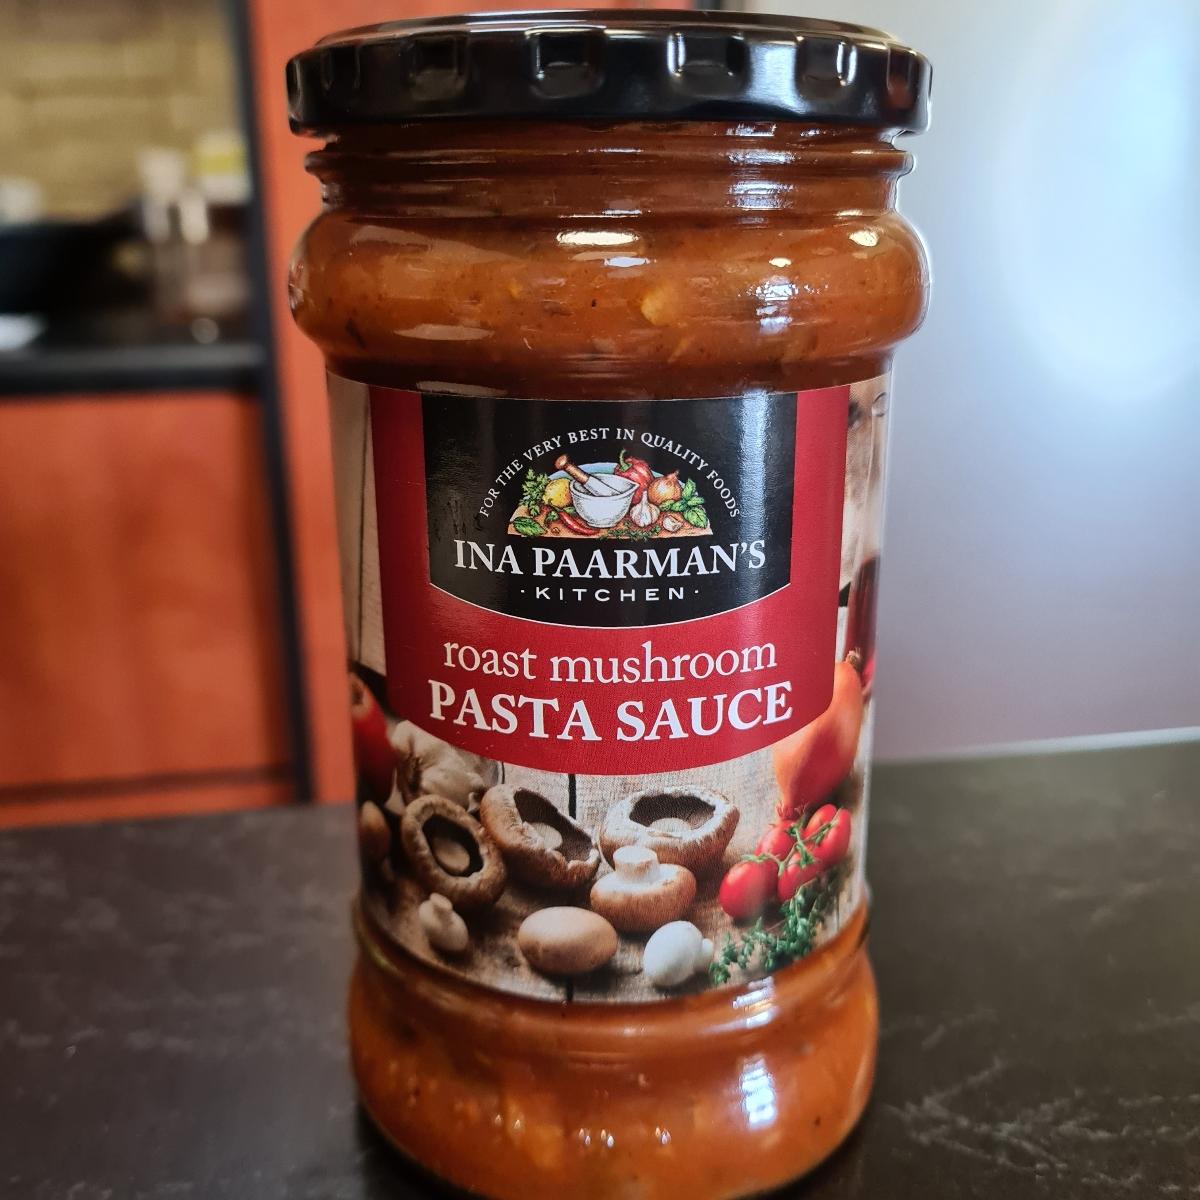 FOR THE VERY BEST IN QUALITY FOODS
INA PAARMAN'S
· KITCHEN ·
roast mushroom
PASTA SAUCE